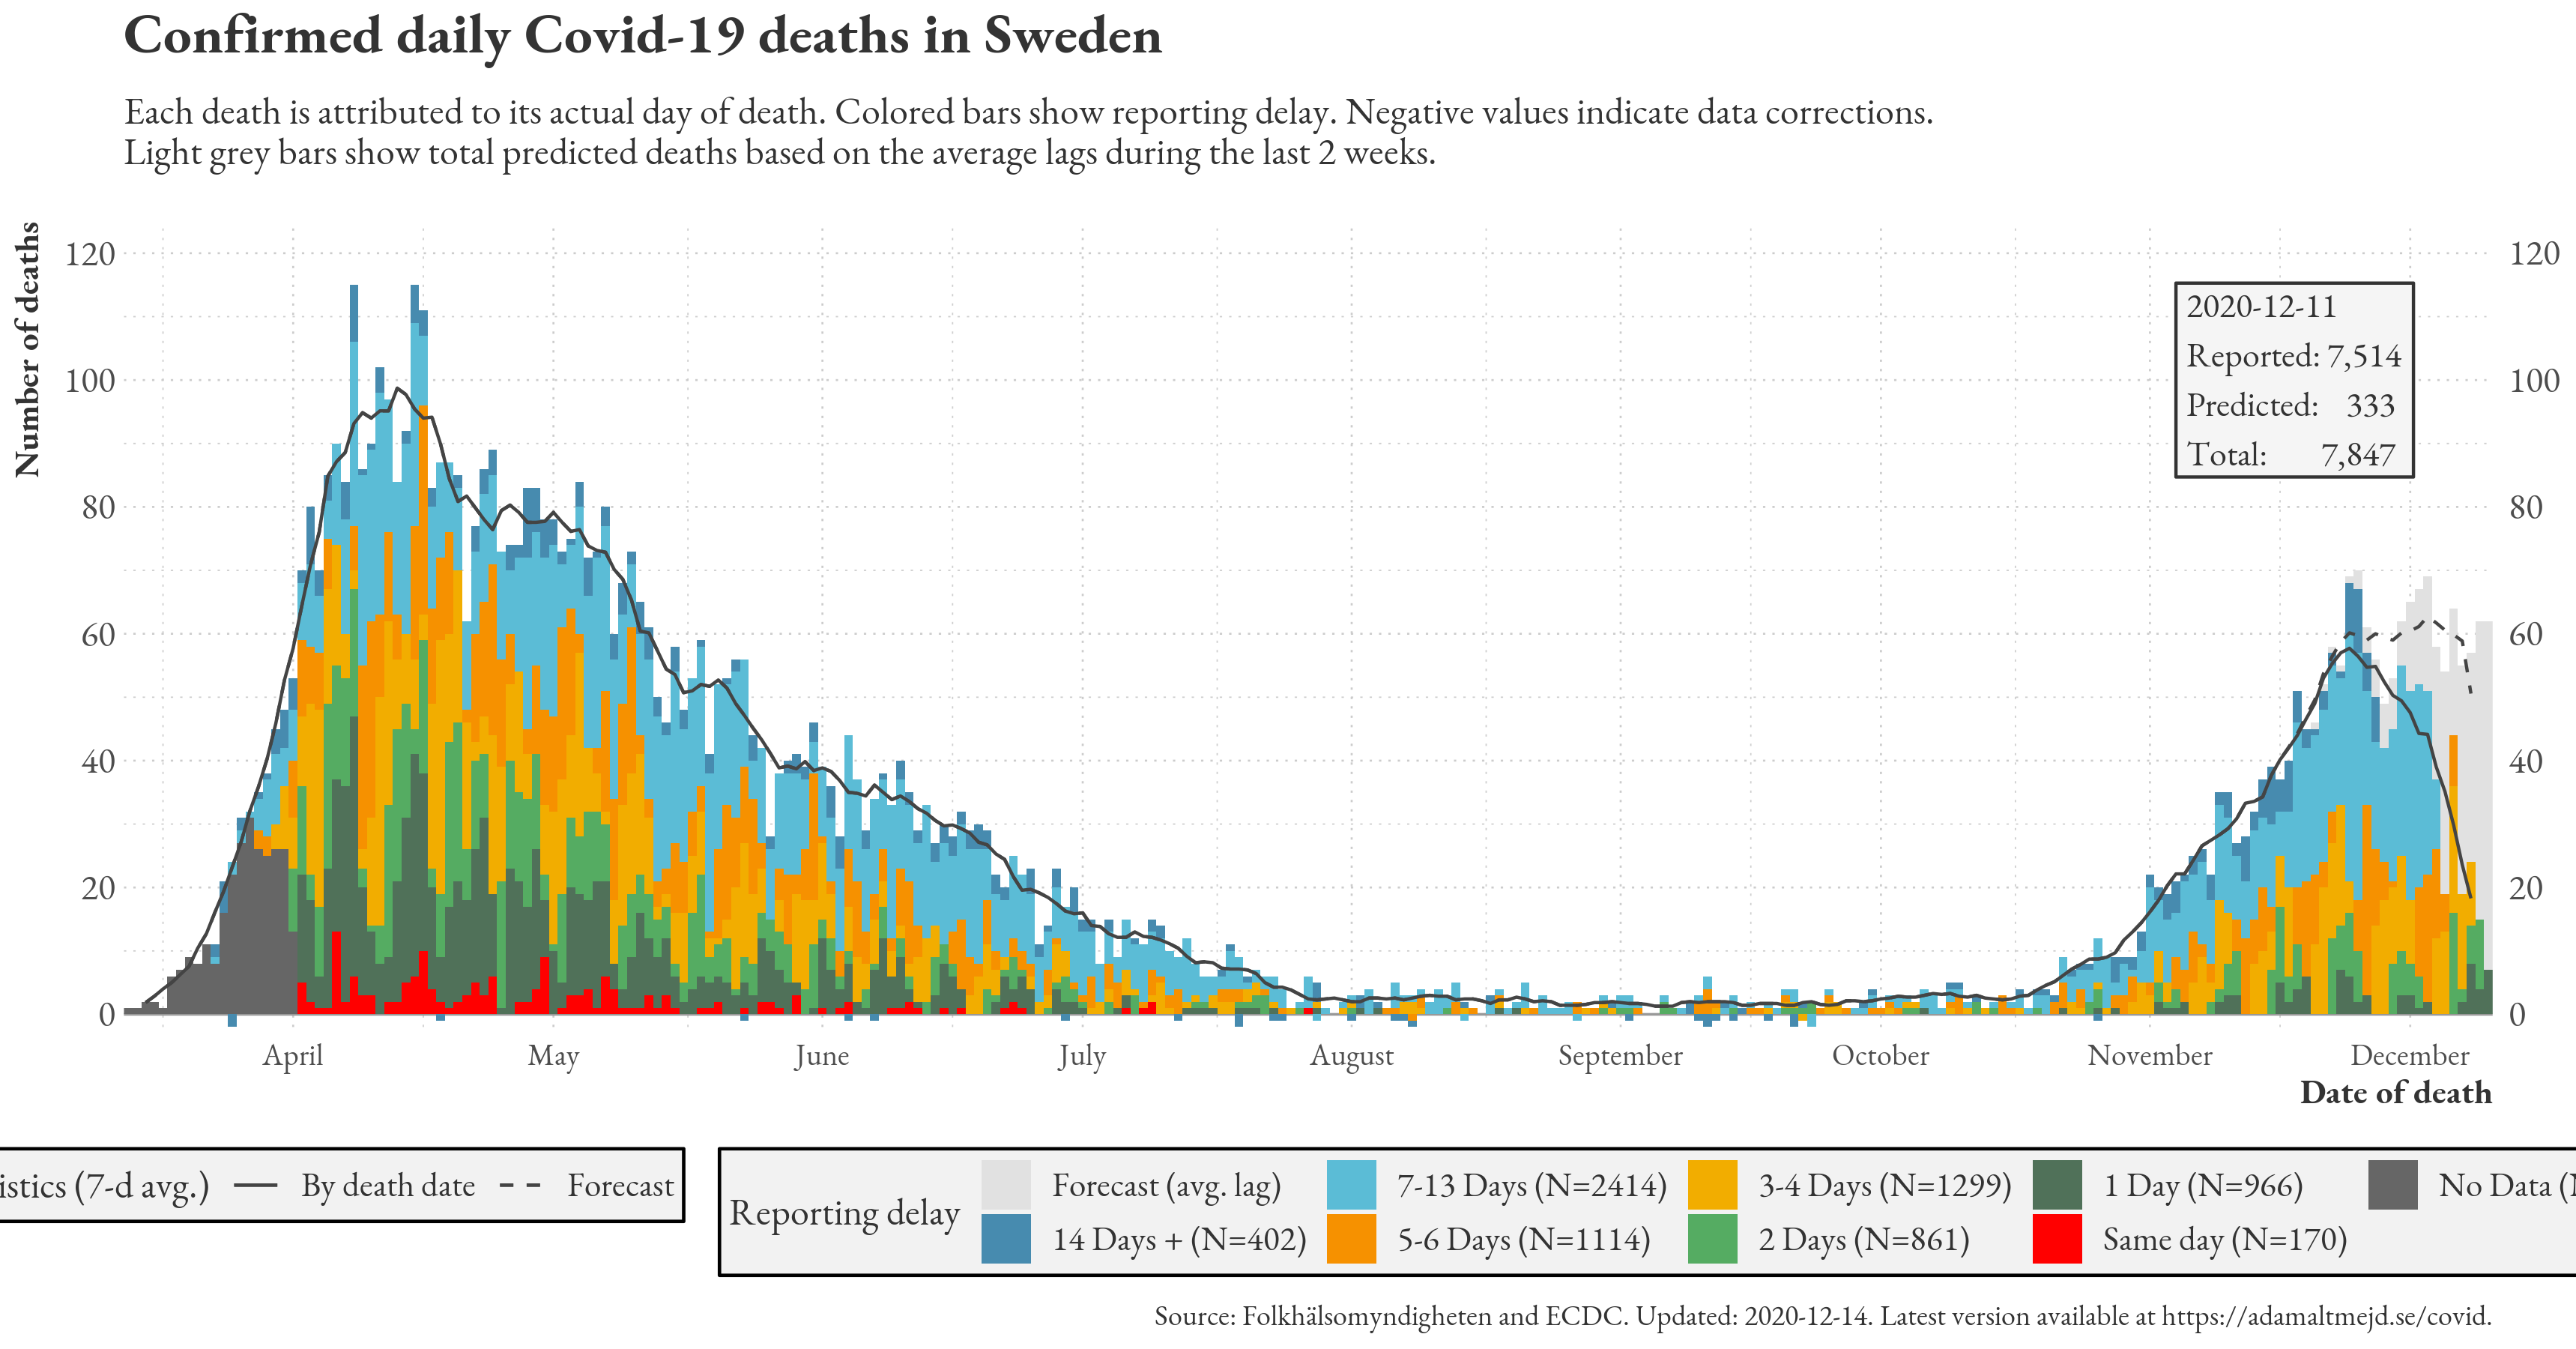 Confirmed daily Covid-19 deaths in Sweden
Each death is attributed to its actual day of death. Colored bars show reporting delay. Negative values indicate data corrections.
Light grey bars show total predicted deaths based on the average lags during the last 2 weeks.
Number of deaths
120
100
80
60
40
20
0
120
100
80
60
40
20
0
2020-12-11
Reported: 7,514
Predicted: 333
Total: 7,847
April May June July August September October November December
Date of death
istics (7-d avg.) By death date Forecast
Reporting delay
Forecast (avg. lag) 7-13 Days (N=2414) 3-4 Days (N=1299) 1 Day (N=966) No Data (
14 Days + (N=402) 5-6 Days (N=1114) 2 Days (N=861) Same day (N=170)
Source: Folkhälsomyndigheten and ECDC. Updated: 2020-12-14. Latest version available at https://adamaltmejd.se/covid.